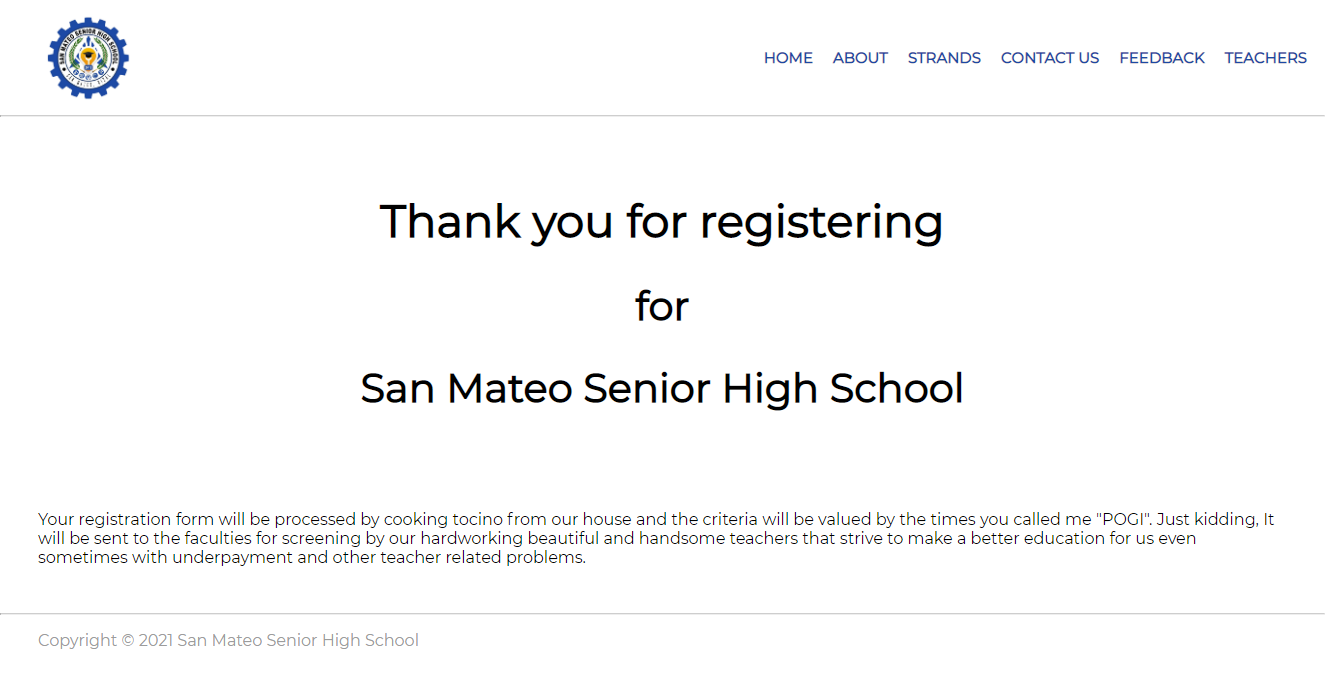 SAN MATEO SENIOR HIGH SCHOOL
HOME ABOUT STRANDS CONTACT US FEEDBACK TEACHERS
Thank you for registering
for
San Mateo Senior High School
Your registration form will be processed by cooking tocino from our house and the criteria will be valued by the times you called me "POGI". Just kidding, It
will be sent to the faculties for screening by our hardworking beautiful and handsome teachers that strive to make a better education for us even
sometimes with underpayment and other teacher related problems.
Copyright © 2021 San Mateo Senior High School